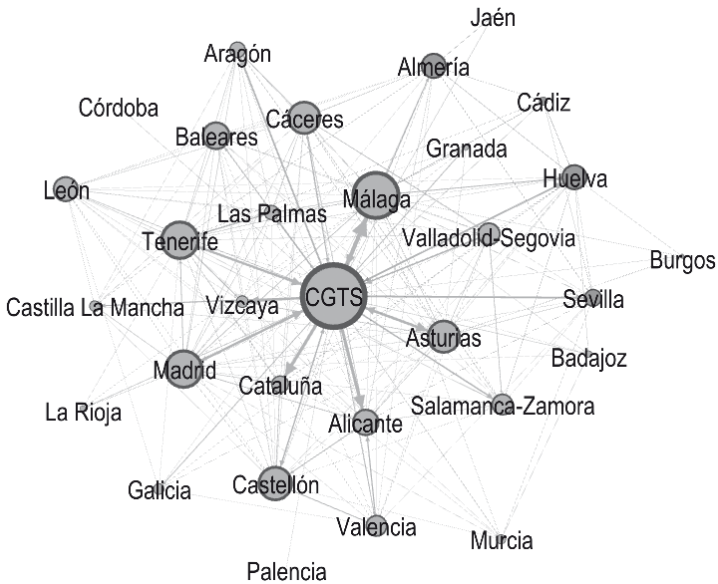 Jaén
Aragón
Almería
Córdoba
Cáceres
Cádiz
Baleares
Granada
León
Málaga
Huelva
Las Palmas
Tenerife
Valladolid-Segovia
Burgos
CGTS
Castilla La Mancha
Vizcaya
Sevilla
Asturias
Badajoz
Madrid
Cataluña
La Rioja
Alicante
Salamanca-Zamora
Galicia
Castellón
Valencia
Murcia
Palencia